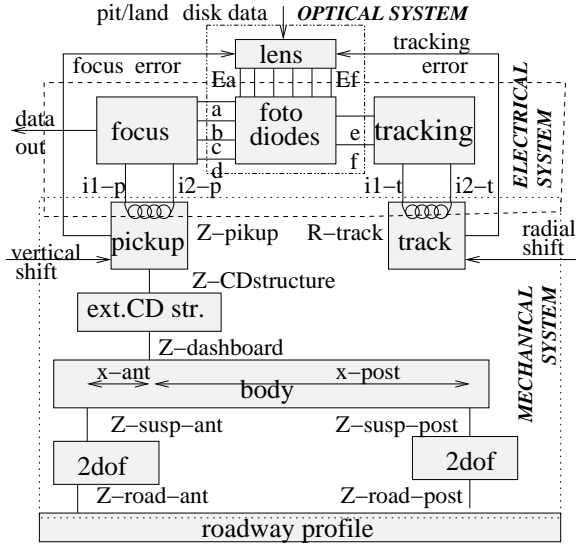 pit/land disk data OPTICAL SYSTEM
lens
tracking
focus error
error
Ea Ef
data
out
focus
a
b
c
d
foto
diodes
e
f
tracking
ELECTRICAL
SYSTEM
i1-p i2-p
i1-t i2-t
pickup
Z-pikup
R-track
track
vertical
shift
radial
shift
Z-CDstructure
ext.CD str.
Z-dashboard
MECHANICAL
SYSTEM
x-ant
x-post
body
Z-susp-ant
Z-susp-post
2dof
2dof
Z-road-ant
Z-road-post
roadway profile